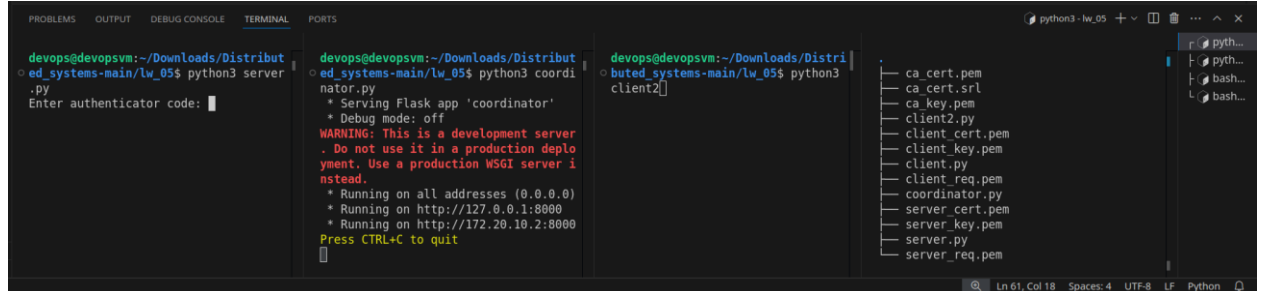 PROBLEMS OUTPUT DEBUG CONSOLE TERMINAL PORTS
python3 - lw_05
devops@devopsvm:~/Downloads/Distribut
ed_systems-main/lw_05$ python3 server
.py
Enter authenticator code:
devops@devopsvm:~/Downloads/Distribut
ed_systems-main/lw_05$ python3 coordi
nator.py
* Serving Flask app 'coordinator'
* Debug mode: off
WARNING: This is a development server
. Do not use it in a production deplo
yment. Use a production WSGI server i
nstead.
* Running on all addresses (0.0.0.0)
* Running on http://127.0.0.1:8000
* Running on http://172.20.10.2:8000
Press CTRL+C to quit
devops@devopsvm:~/Downloads/Distri
buted_systems-main/lw_05$ python3
client2
.
├── ca_cert.pem
├── ca_cert.srl
├── ca_key.pem
├── client2.py
├── client_cert.pem
├── client_key.pem
├── client.py
├── client_req.pem
├── coordinator.py
├── server_cert.pem
├── server_key.pem
├── server.py
└── server_req.pem
pyth...
pyth...
bash...
bash...
Ln 61, Col 18 Spaces: 4 UTF-8 LF Python